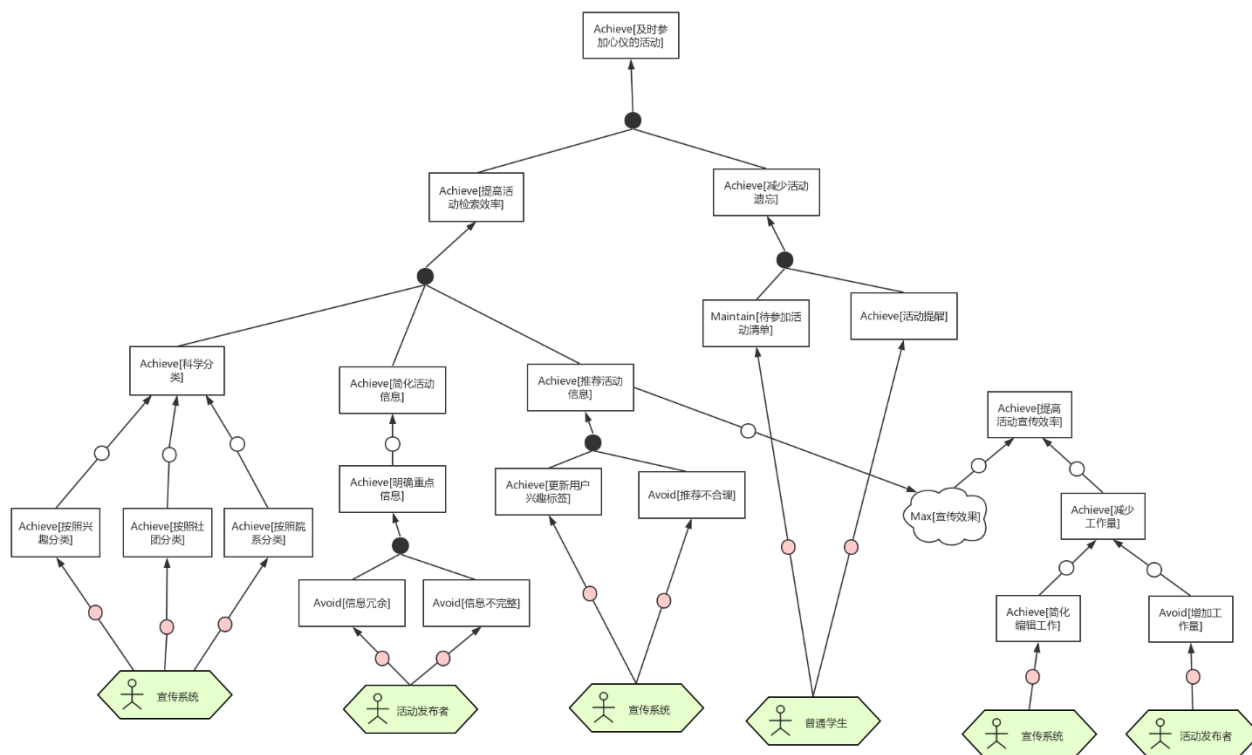 Achieve[及时参
加心仪的活动]
Achieve[提高活
动检索效率]
Achieve[减少活动
遗忘]
Maintain[待参加活
动清单]
Achieve[活动提醒]
Achieve[科学分
类]
Achieve[简化活动
信息]
Achieve[推荐活动
信息]
Achieve[提高
活动宣传效率]
Achieve[明确重点
信息]
Achieve[更新用户
兴趣标签]
Avoid[推荐不合
理]
Max[宣传效果]
Achieve[减少
工作量]
Achieve[按照兴
趣分类]
Achieve[按照社
团分类]
Achieve[按照院
系分类]
Avoid[信息冗余]
Avoid[信息不完整]
Achieve[简化
编辑工作]
Avoid[增加工
作量]
宣传系统
活动发布者
宣传系统
普通学生
宣传系统
活动发布者